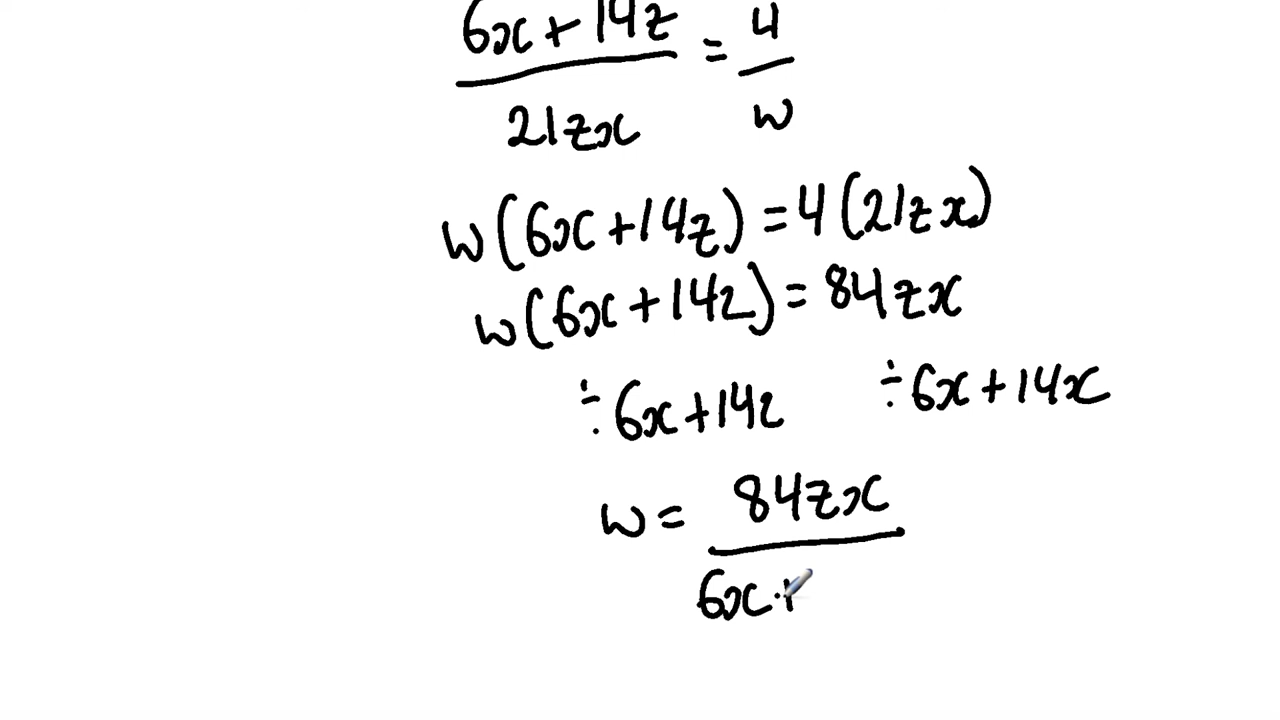 6x + 14z / 21zx = 4 / w
w(6x + 14z) = 4(21zx)
w(6x + 14z) = 84zx
÷ 6x + 14z ÷ 6x + 14x
w = 84zx / 6x +